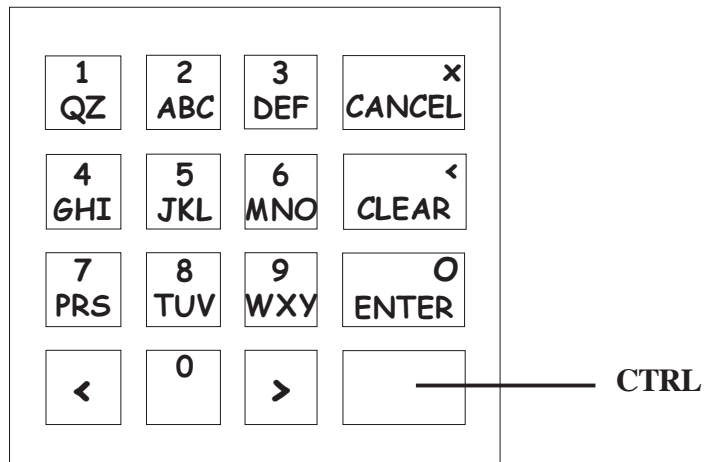 1 2 3 x
QZ ABC DEF CANCEL
4 5 6 <
GHI JKL MNO CLEAR
7 8 9 O
PRS TUV WXY ENTER
< 0 >
CTRL